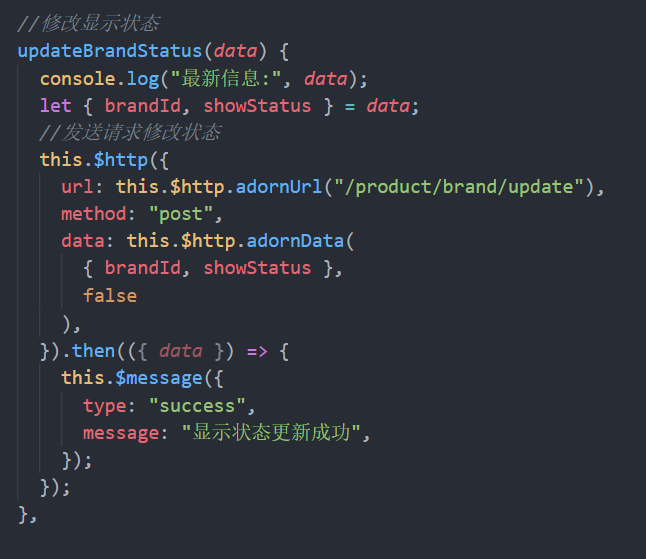 //修改显示状态
updateBrandStatus(data) {
console.log("最新信息:", data);
let { brandId, showStatus } = data;
//发送请求修改状态
this.$http({
url: this.$http.adornUrl("/product/brand/update"),
method: "post",
data: this.$http.adornData(
{ brandId, showStatus },
false
),
}).then(({ data }) => {
this.$message({
type: "success",
message: "显示状态更新成功",
});
});
},